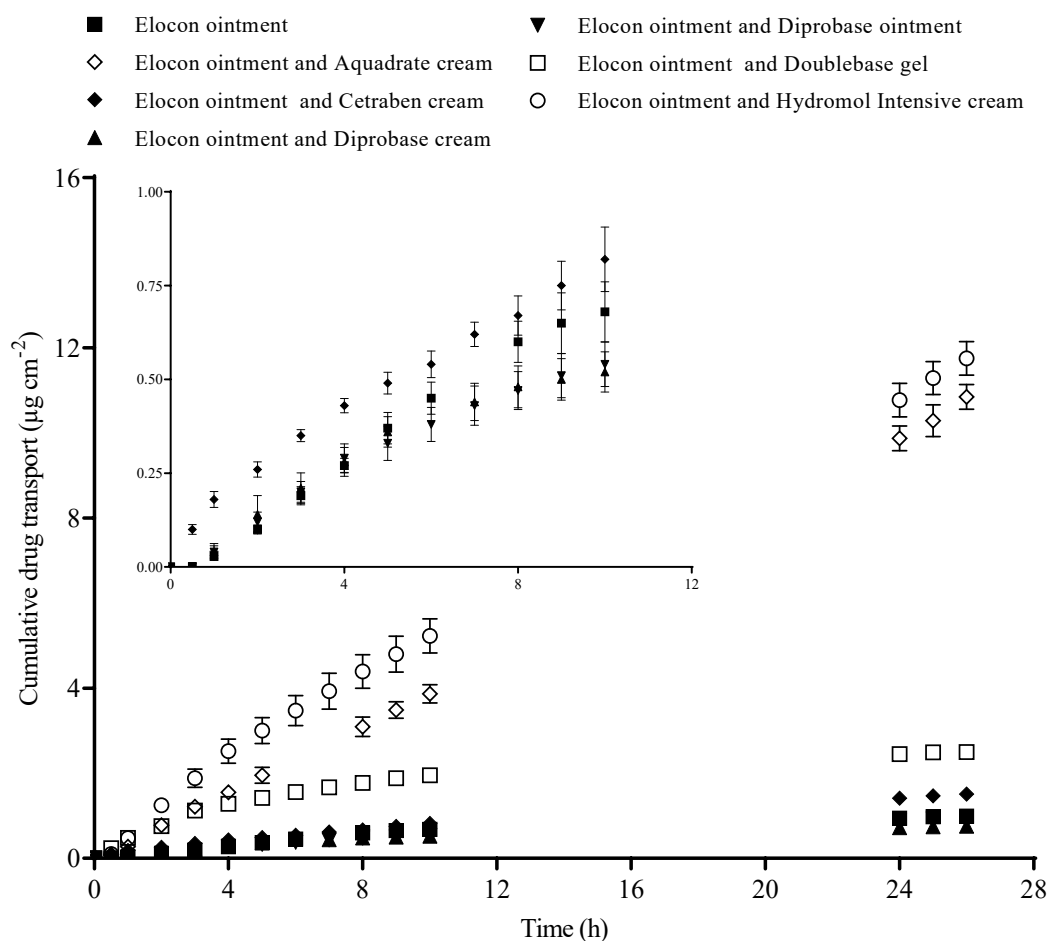 Elocon ointment
Elocon ointment and Aquadrate cream
Elocon ointment  and Cetraben cream
Elocon ointment and Diprobase cream
Elocon ointment and Diprobase ointment
Elocon ointment  and Doublebase gel
Elocon ointment and Hydromol Intensive cream
16
12
8
4
0
Cumulative drug transport (µg cm⁻²)
1.00
0.75
0.50
0.25
0.00
0 4 8 12
0 4 8 12 16 20 24 28
Time (h)